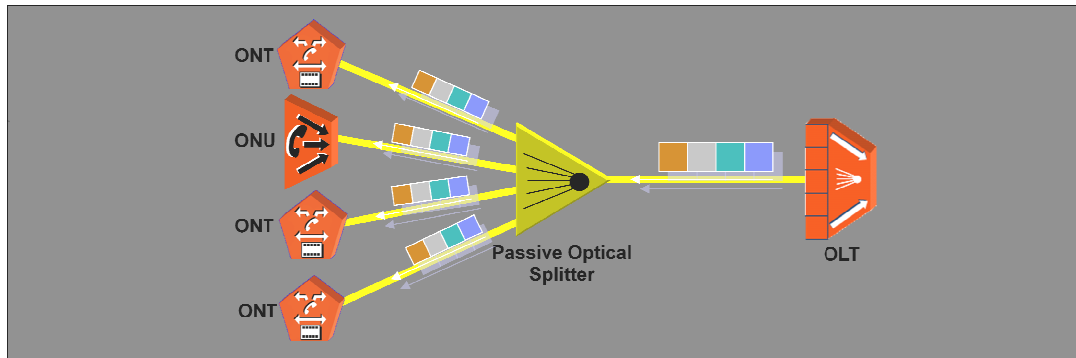 ONT
ONU
ONT
ONT
Passive Optical
Splitter
OLT